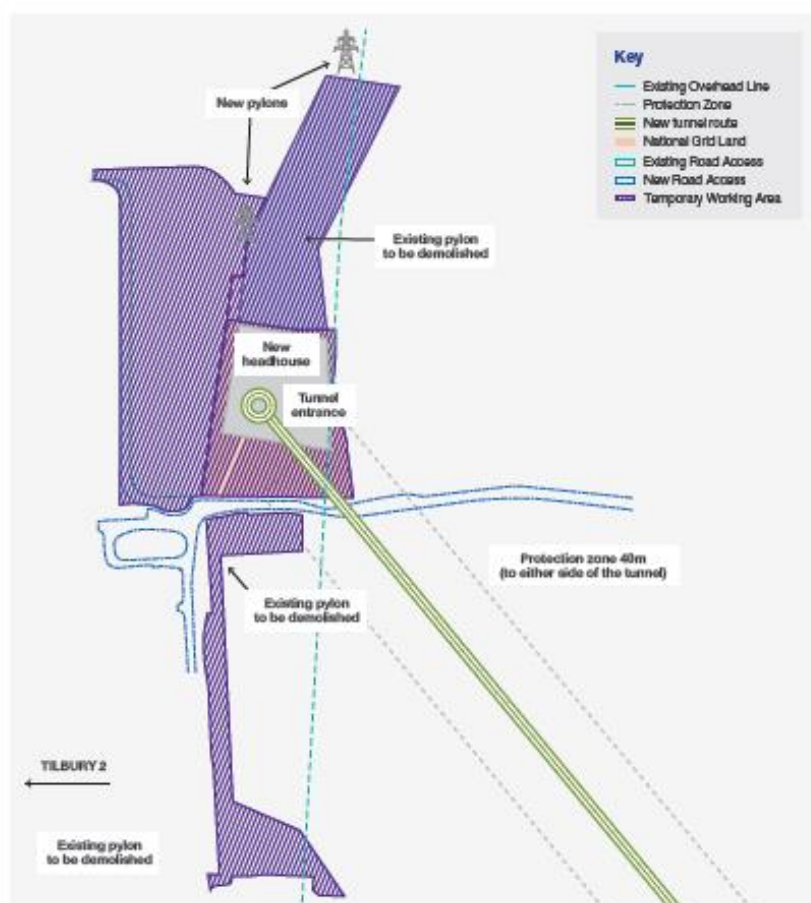 Key
Existing Overhead Line
Protection Zone
New tunnel route
National Grid Land
Existing Road Access
New Road Access
Temporary Working Area
New pylons
Existing pylon
to be demolished
New
headhouse
Tunnel
entrance
Protection zone 40m
(to either side of the tunnel)
Existing pylon
to be demolished
TILBURY 2
Existing pylon
to be demolished